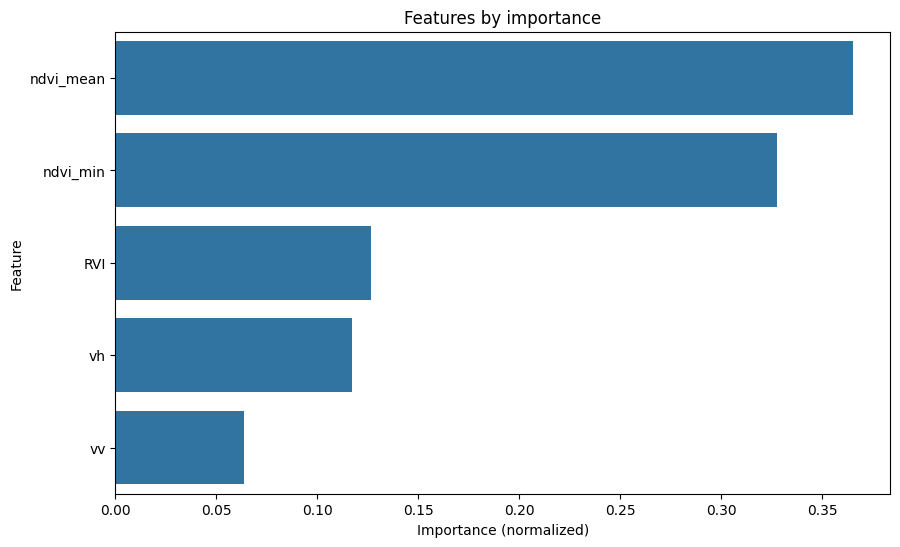 Features by importance
ndvi_mean
ndvi_min
RVI
vh
vv
Feature
0.00 0.05 0.10 0.15 0.20 0.25 0.30 0.35
Importance (normalized)